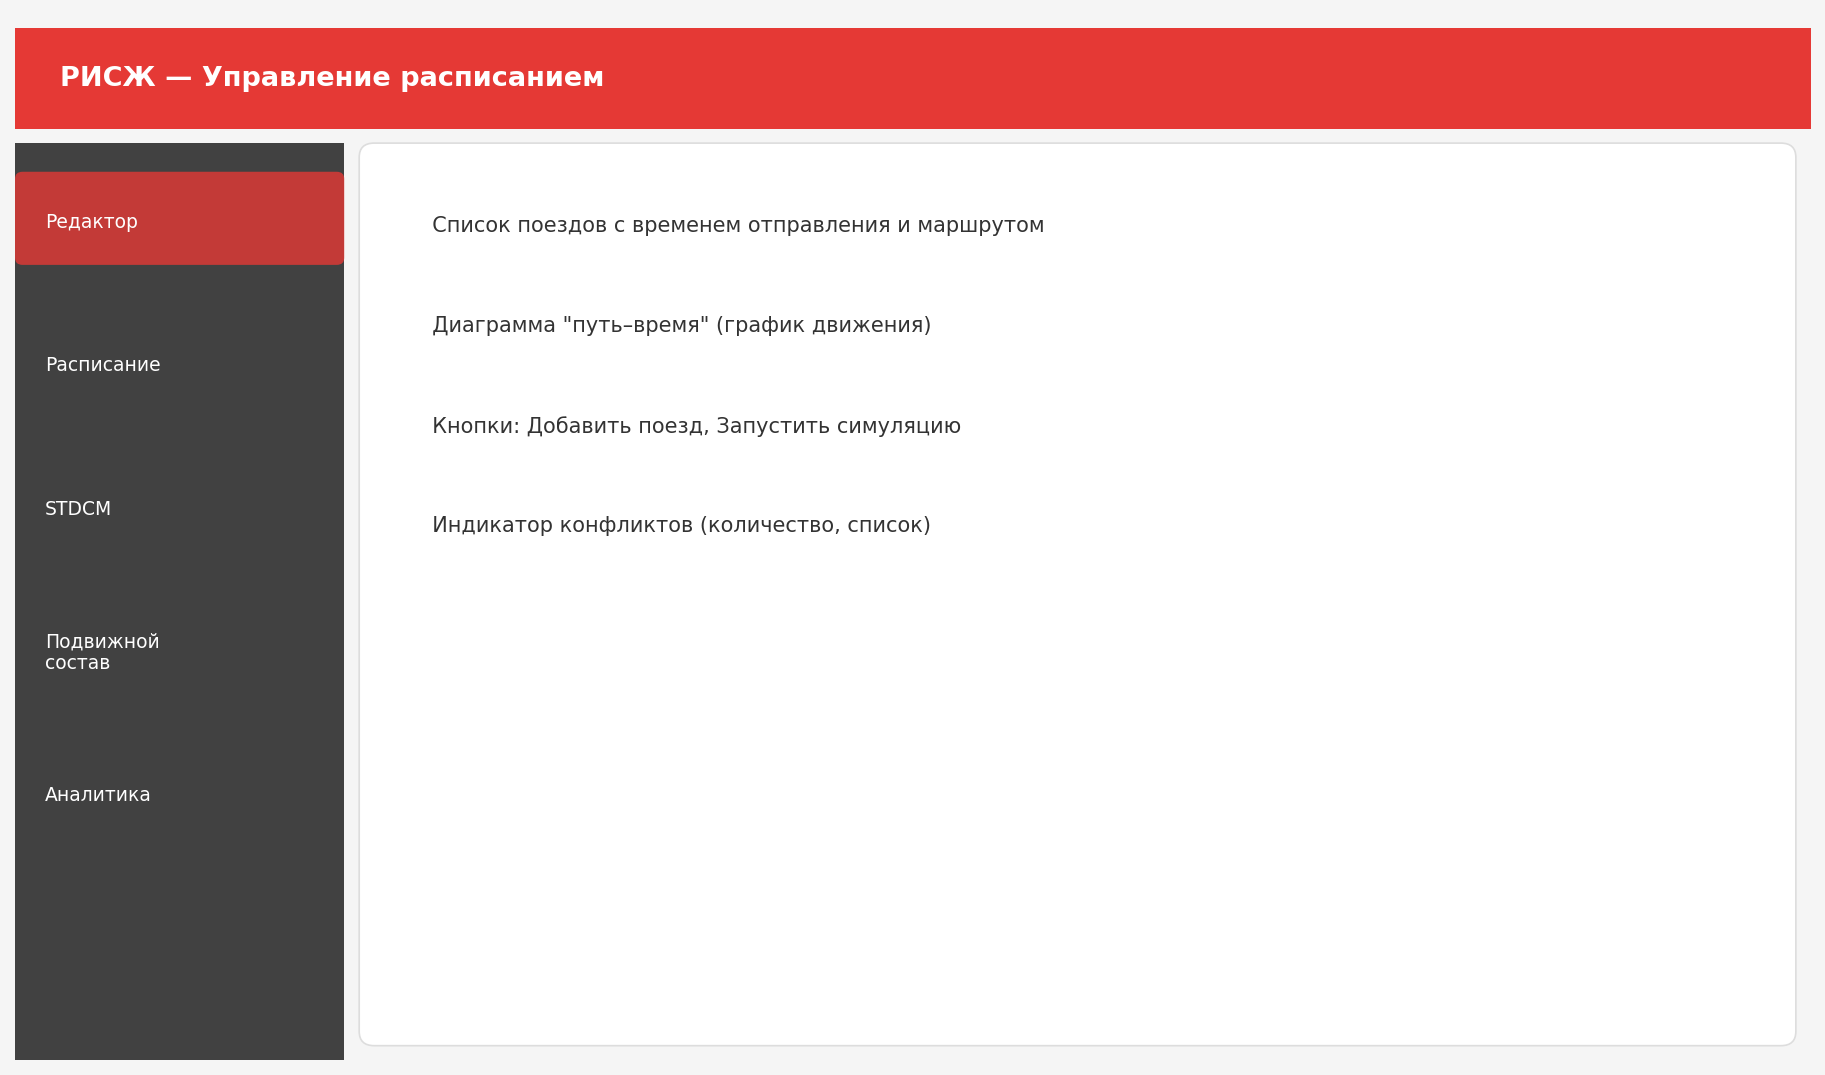 РИСЖ — Управление расписанием
Редактор
Расписание
STDCM
Подвижной
состав
Аналитика
Список поездов с временем отправления и маршрутом
Диаграмма "путь–время" (график движения)
Кнопки: Добавить поезд, Запустить симуляцию
Индикатор конфликтов (количество, список)